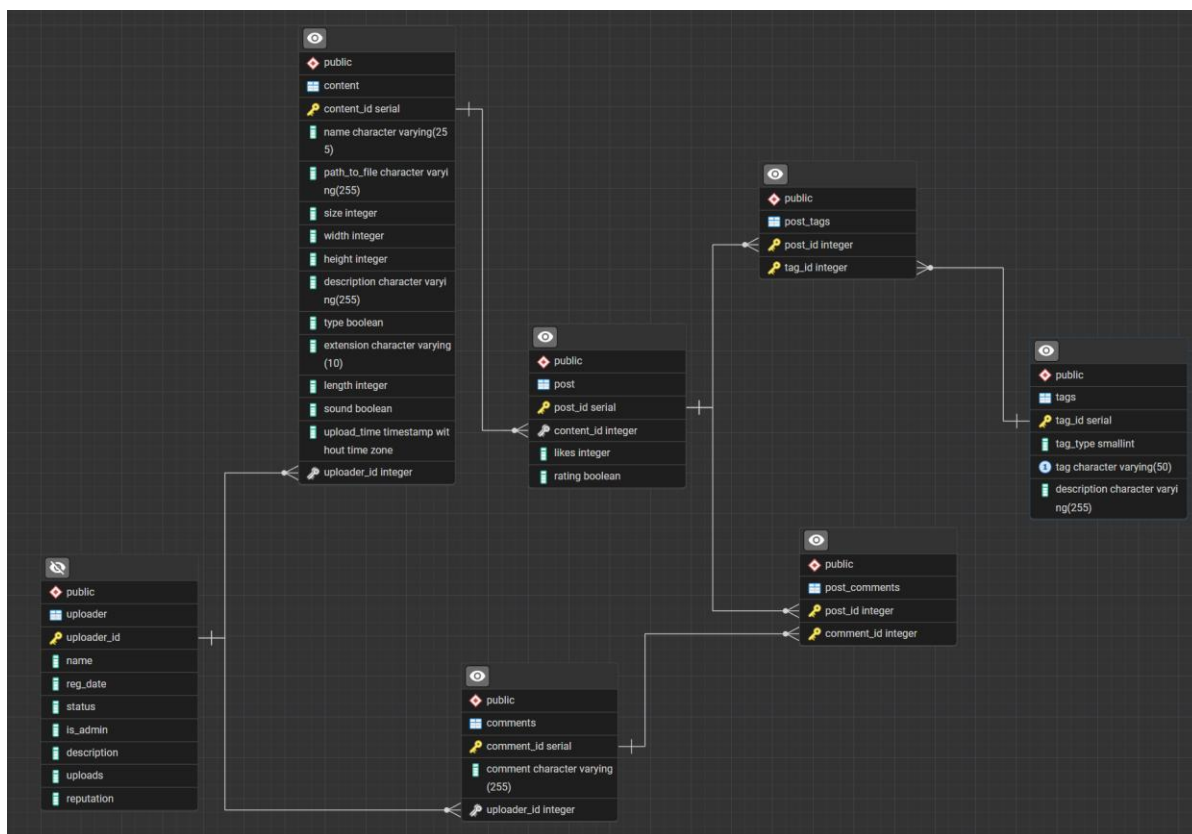 public
content
content_id serial
name character varying(25
5)
path_to_file character varyi
ng(255)
size integer
width integer
height integer
description character varyi
ng(255)
type boolean
extension character varying
(10)
length integer
sound boolean
upload_time timestamp wit
hout time zone
uploader_id integer
public
uploader
uploader_id
name
reg_date
status
is_admin
description
uploads
reputation
public
post
post_id serial
content_id integer
likes integer
rating boolean
public
comments
comment_id serial
comment character varying
(255)
uploader_id integer
public
post_tags
post_id integer
tag_id integer
public
post_comments
post_id integer
comment_id integer
public
tags
tag_id serial
tag_type smallint
1 tag character varying(50)
description character varyi
ng(255)